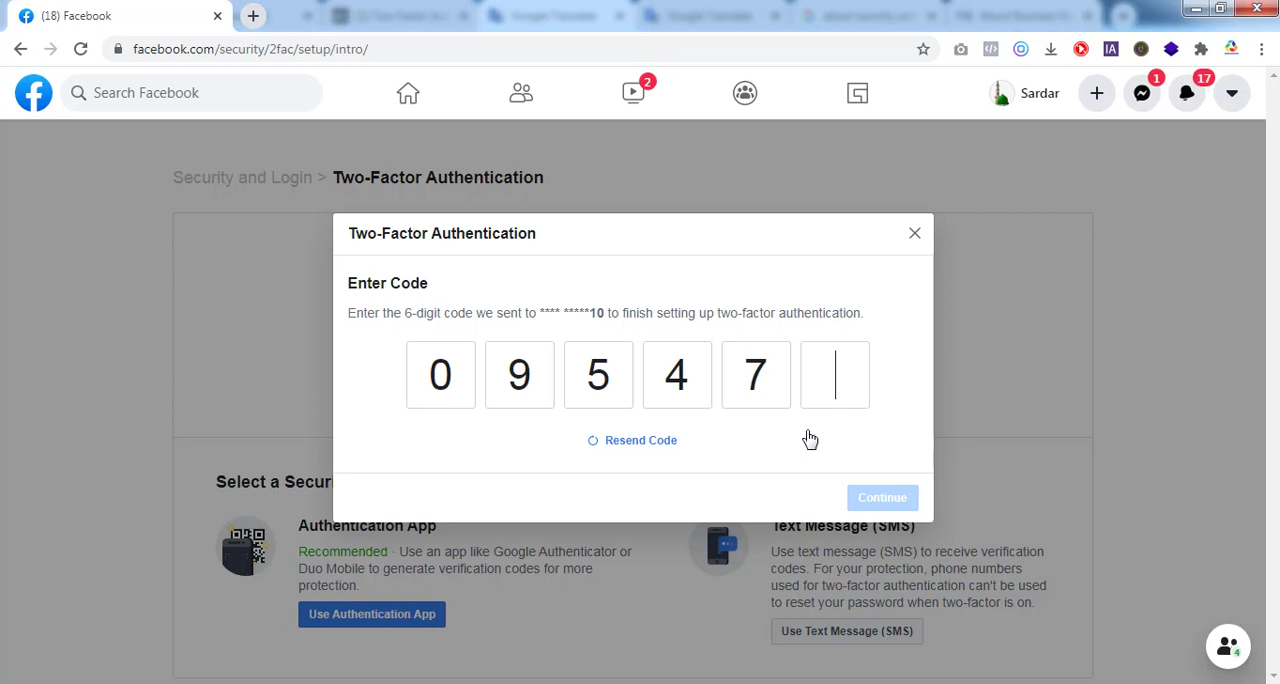 (18) Facebook
facebook.com/security/2fac/setup/intro/
IA
Search Facebook
2
Sardar
1
17
Security and Login > Two-Factor Authentication
Two-Factor Authentication
Enter Code
Enter the 6-digit code we sent to **** *****10 to finish setting up two-factor authentication.
0 9 5 4 7
Resend Code
Continue
Select a Securi
Authentication App
Recommended · Use an app like Google Authenticator or
Duo Mobile to generate verification codes for more
protection.
Use Authentication App
Text Message (SMS)
Use text message (SMS) to receive verification
codes. For your protection, phone numbers
used for two-factor authentication can't be used
to reset your password when two-factor is on.
Use Text Message (SMS)
4